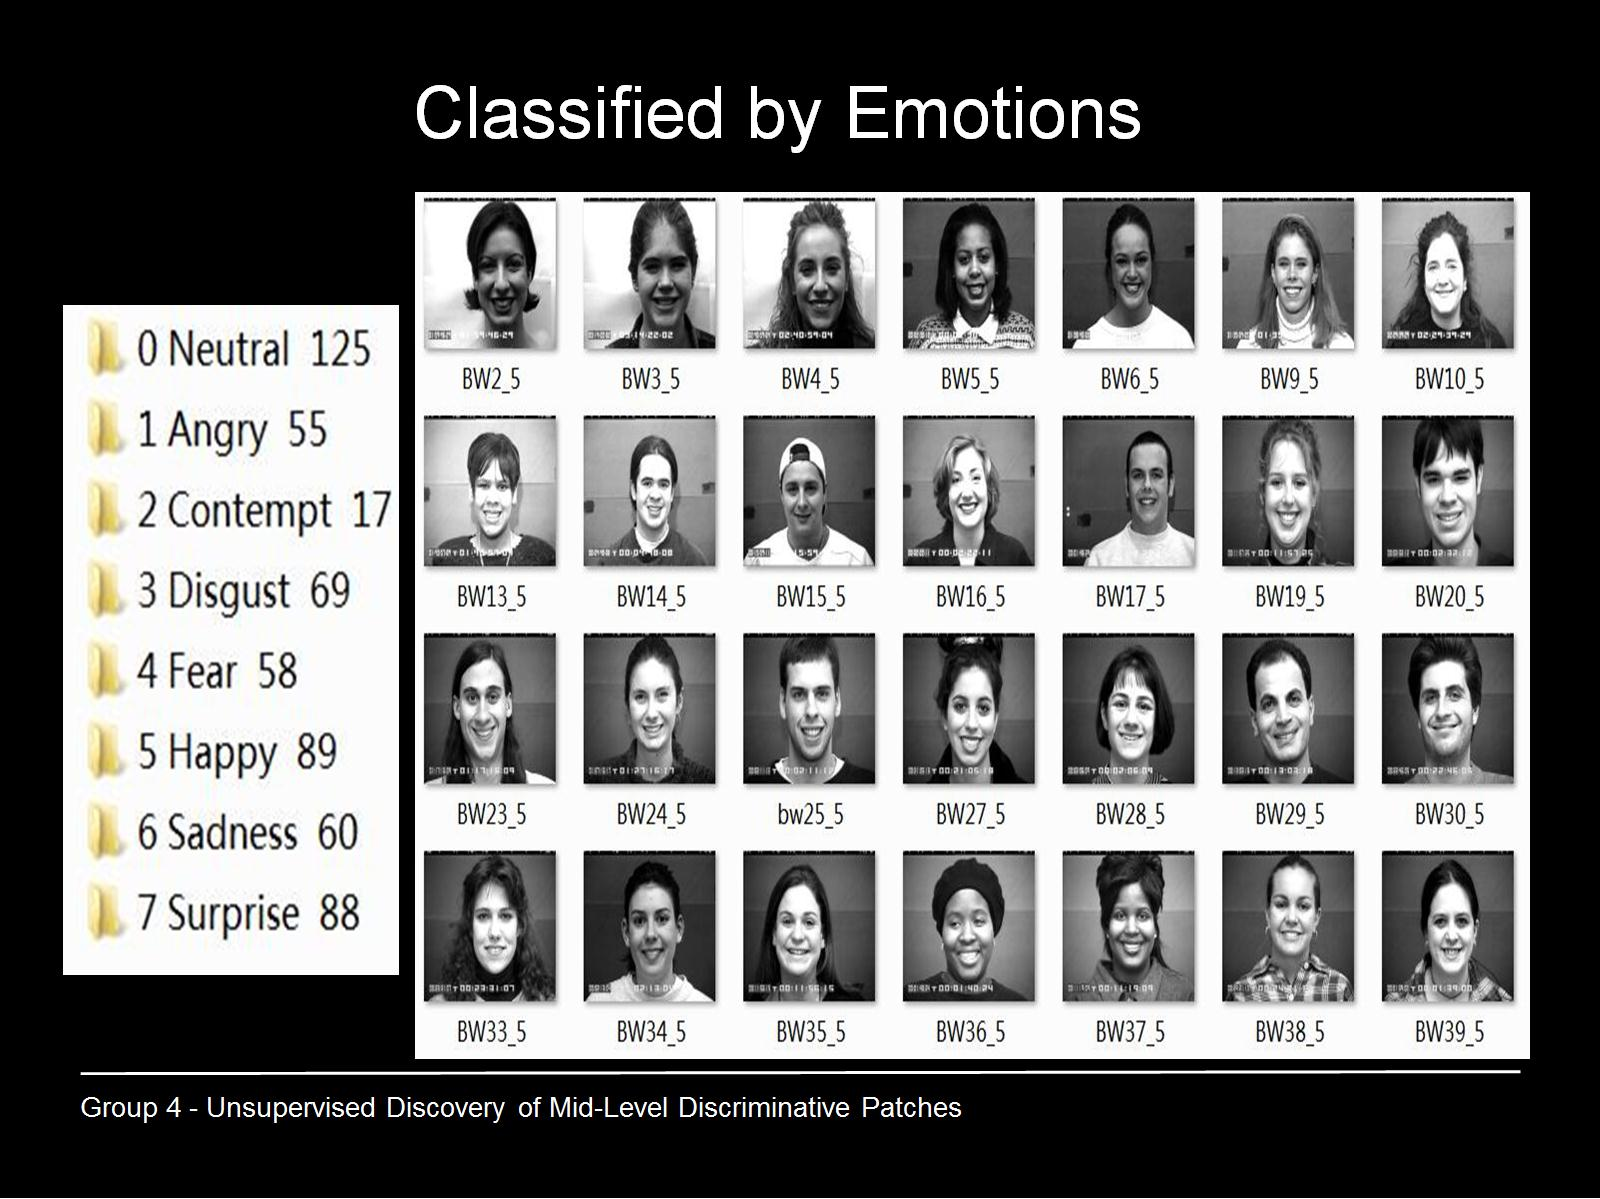 Classified by Emotions
0 Neutral 125
1 Angry 55
2 Contempt 17
3 Disgust 69
4 Fear 58
5 Happy 89
6 Sadness 60
7 Surprise 88
BW2_5 BW3_5 BW4_5 BW5_5 BW6_5 BW9_5 BW10_5
BW13_5 BW14_5 BW15_5 BW16_5 BW17_5 BW19_5 BW20_5
BW23_5 BW24_5 bw25_5 BW27_5 BW28_5 BW29_5 BW30_5
BW33_5 BW34_5 BW35_5 BW36_5 BW37_5 BW38_5 BW39_5
Group 4 - Unsupervised Discovery of Mid-Level Discriminative Patches